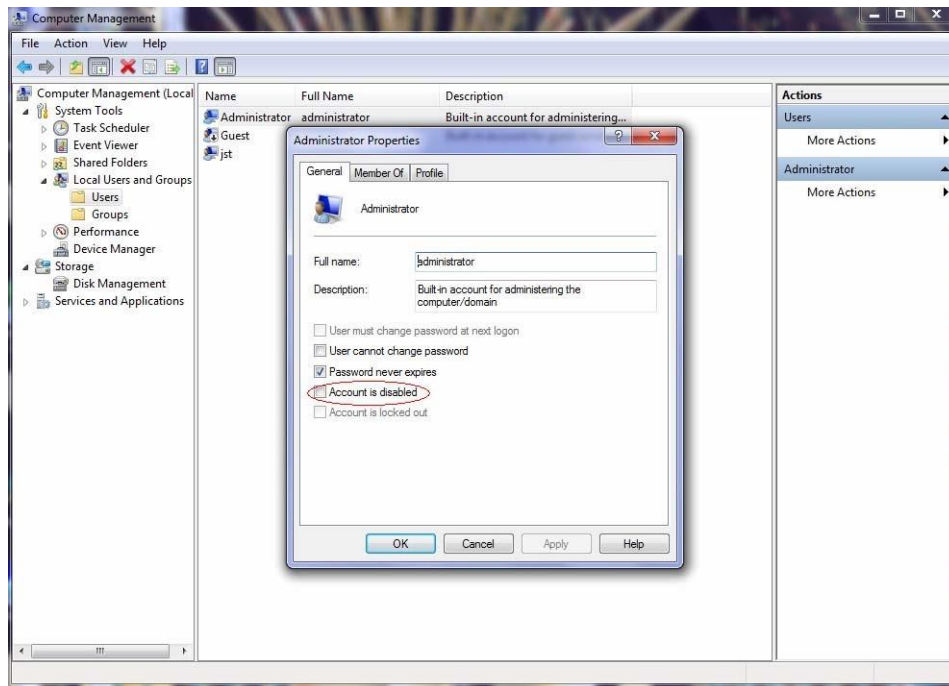 Computer Management
File Action View Help
Computer Management (Local
System Tools
Task Scheduler
Event Viewer
Shared Folders
Local Users and Groups
Users
Groups
Performance
Device Manager
Storage
Disk Management
Services and Applications
Name Full Name Description
Administrator administrator Built-in account for administering...
Guest
jst
Administrator Properties
General Member Of Profile
Administrator
Full name: administrator
Description: Built-in account for administering the
computer/domain
User must change password at next logon
User cannot change password
Password never expires
Account is disabled
Account is locked out
OK Cancel Apply Help
Actions
Users
More Actions
Administrator
More Actions